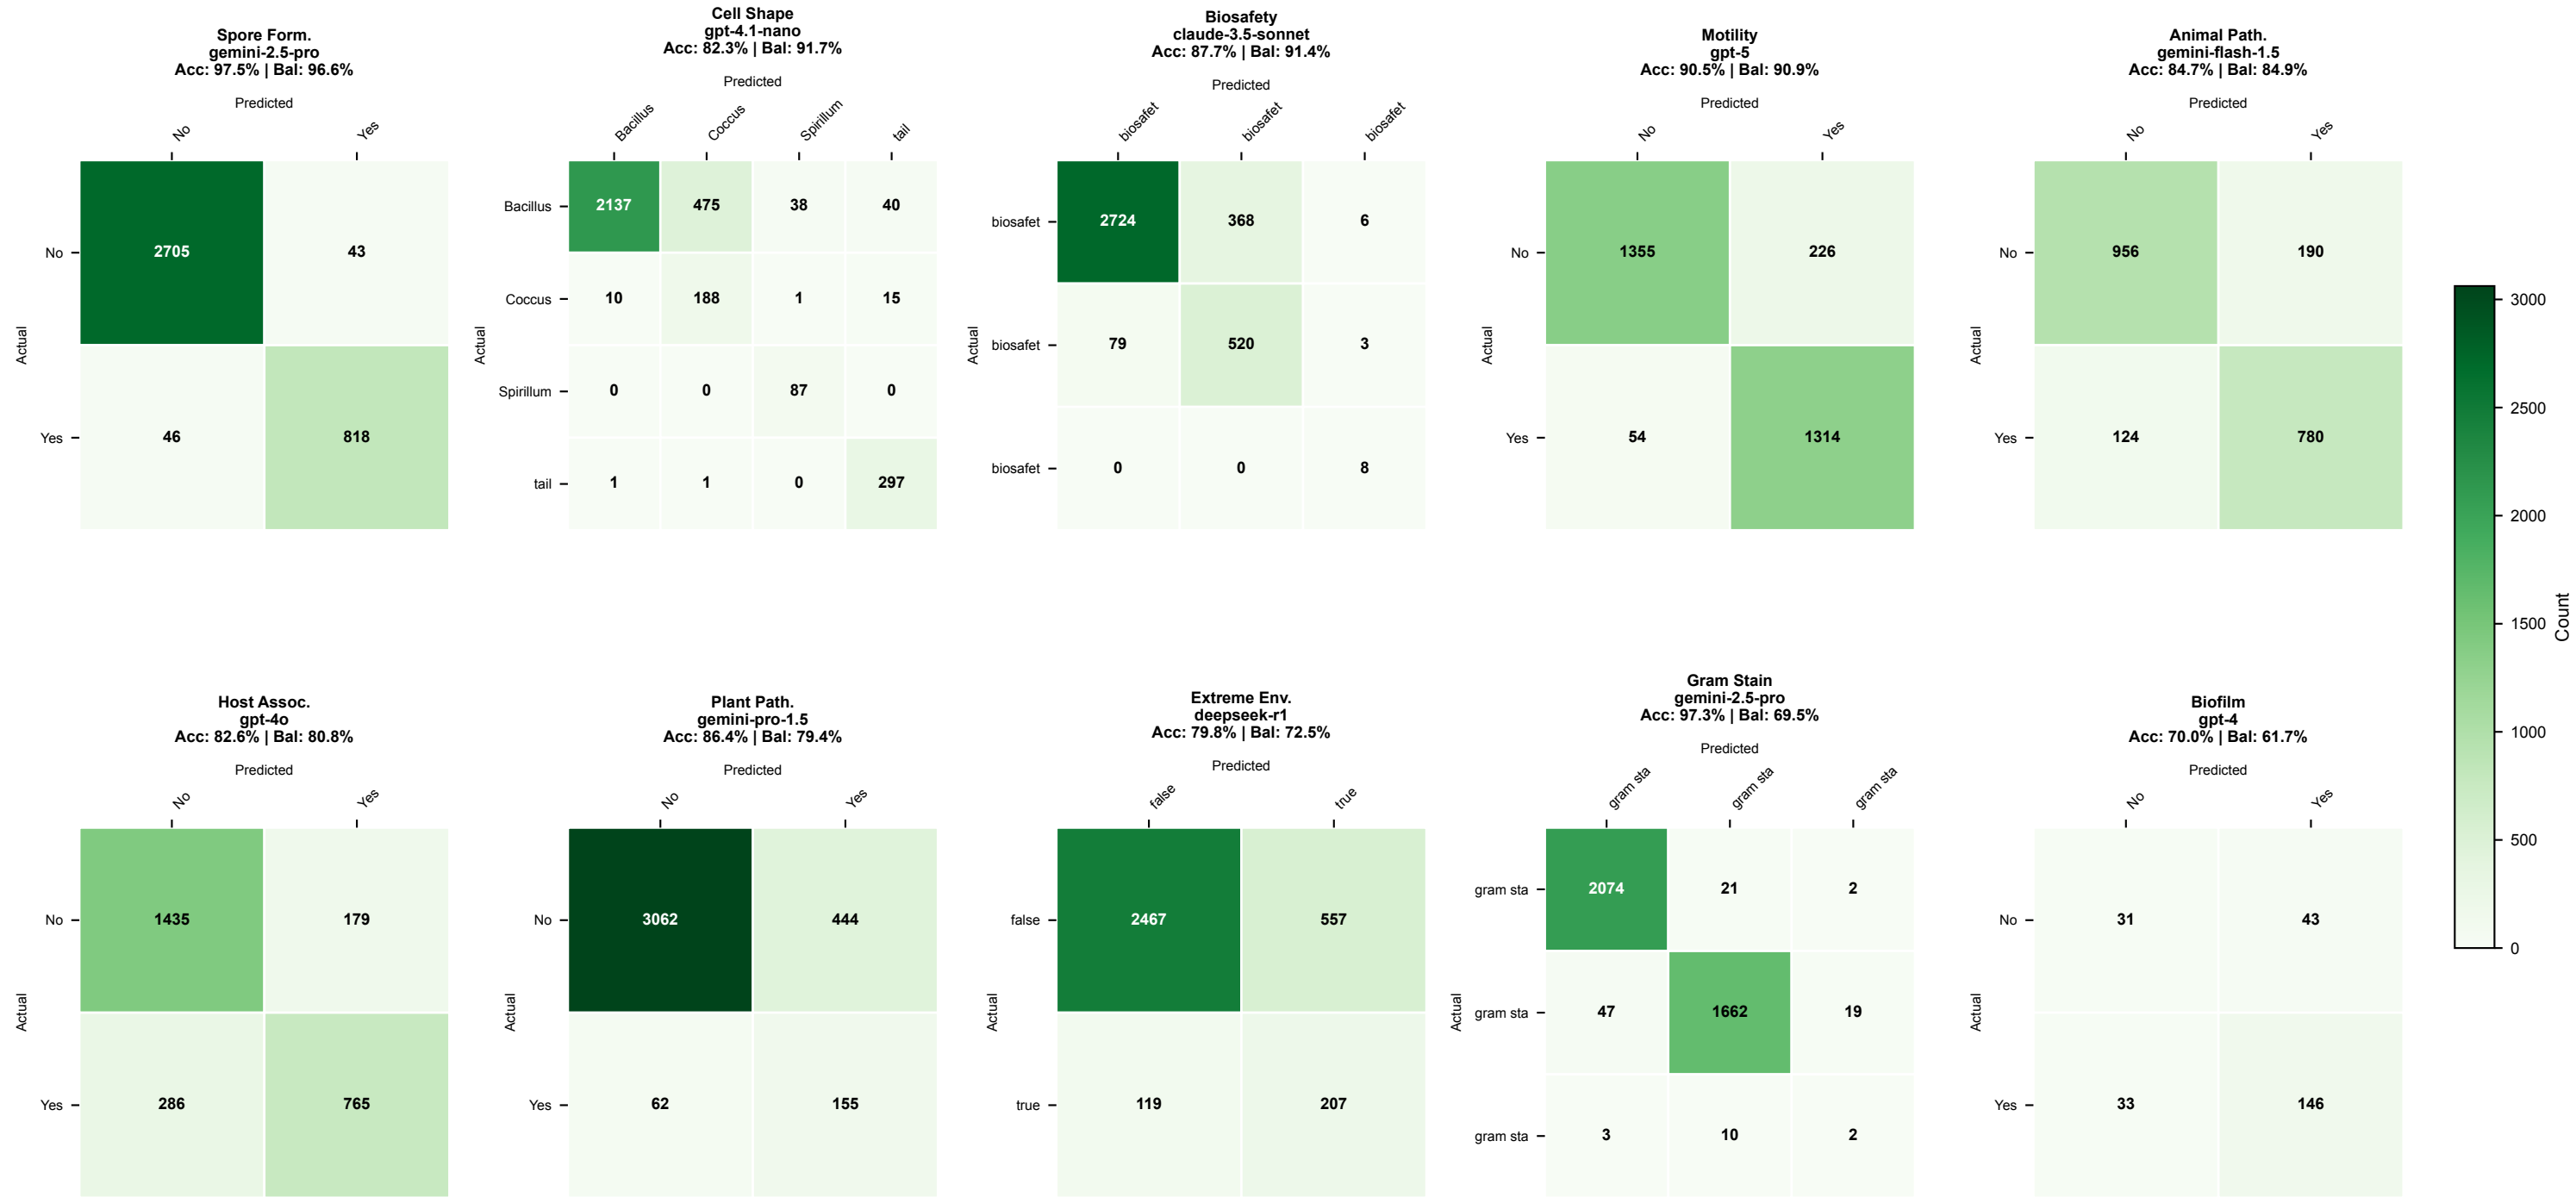 Spore Form.
gemini-2.5-pro
Acc: 97.5% | Bal: 96.6%
Predicted
No Yes
Actual
No 2705 43
Yes 46 818
Cell Shape
gpt-4.1-nano
Acc: 82.3% | Bal: 91.7%
Predicted
Bacillus Coccus Spirillum tail
Actual
Bacillus 2137 475 38 40
Coccus 10 188 1 15
Spirillum 0 0 87 0
tail 1 1 0 297
Biosafety
claude-3.5-sonnet
Acc: 87.7% | Bal: 91.4%
Predicted
biosafet biosafet biosafet
Actual
biosafet 2724 368 6
biosafet 79 520 3
biosafet 0 0 8
Motility
gpt-5
Acc: 90.5% | Bal: 90.9%
Predicted
No Yes
Actual
No 1355 226
Yes 54 1314
Animal Path.
gemini-flash-1.5
Acc: 84.7% | Bal: 84.9%
Predicted
No Yes
Actual
No 956 190
Yes 124 780
Host Assoc.
gpt-4o
Acc: 82.6% | Bal: 80.8%
Predicted
No Yes
Actual
No 1435 179
Yes 286 765
Plant Path.
gemini-pro-1.5
Acc: 86.4% | Bal: 79.4%
Predicted
No Yes
Actual
No 3062 444
Yes 62 155
Extreme Env.
deepseek-r1
Acc: 79.8% | Bal: 72.5%
Predicted
false true
Actual
false 2467 557
true 119 207
Gram Stain
gemini-2.5-pro
Acc: 97.3% | Bal: 69.5%
Predicted
gram sta gram sta gram sta
Actual
gram sta 2074 21 2
gram sta 47 1662 19
gram sta 3 10 2
Biofilm
gpt-4
Acc: 70.0% | Bal: 61.7%
Predicted
No Yes
Actual
No 31 43
Yes 33 146
3000
2500
2000
1500
1000
500
0
Count